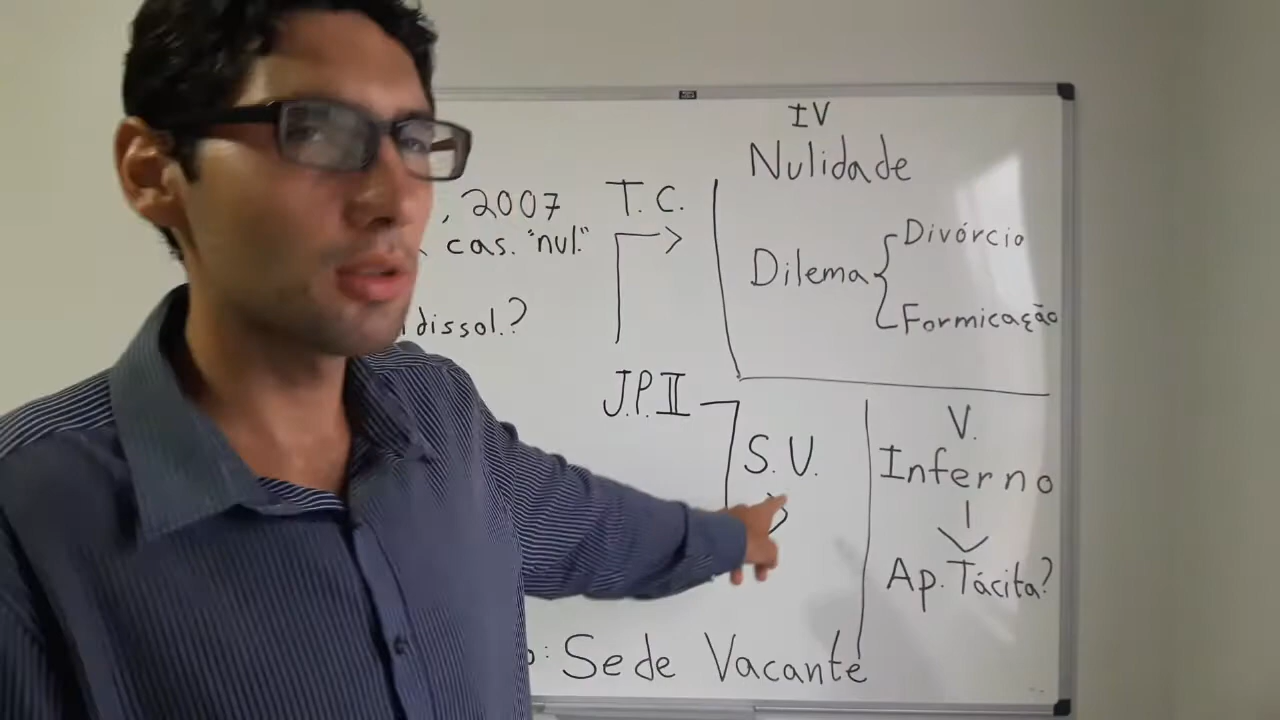 , 2007
cas. "nul."
dissol.?
T. C.
J.P. II
S. V.
IV
Nulidade
Dilema
Divórcio
Formicação
V.
Inferno
Ap. Tácita?
: Sede Vacante